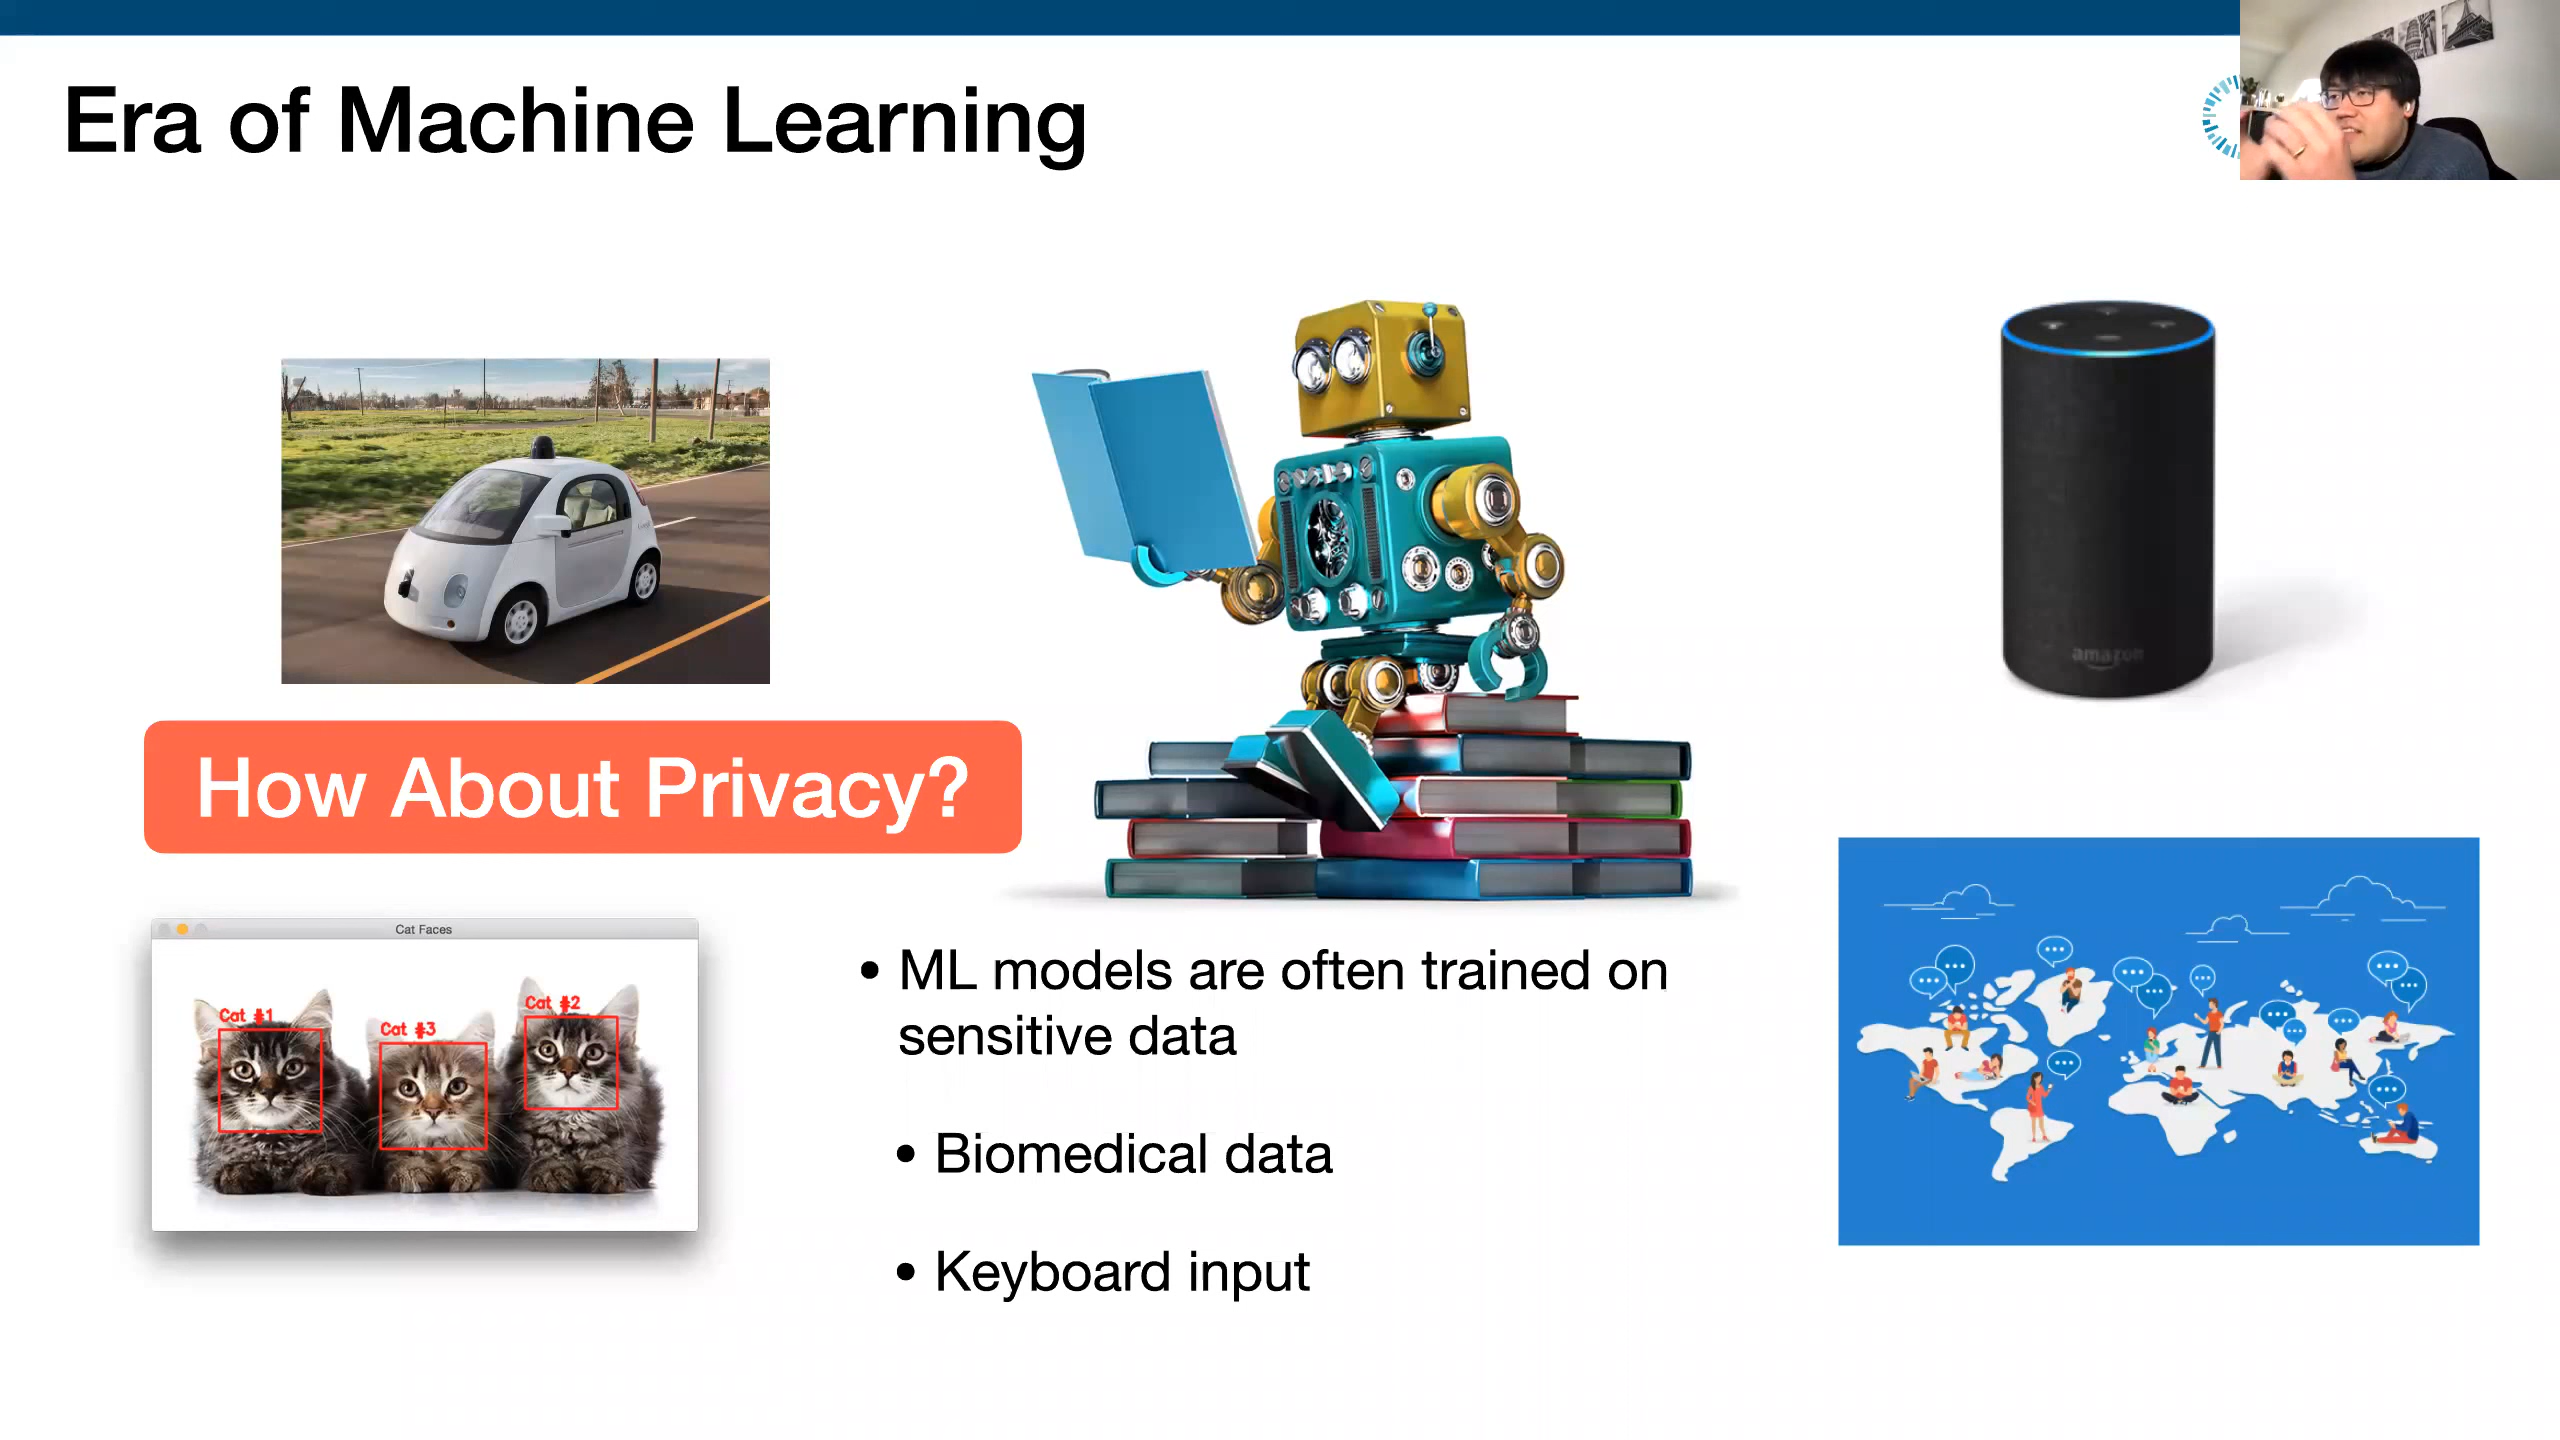 Era of Machine Learning
amazon
How About Privacy?
Cat Faces
Cat #1
Cat #3
Cat #2
• ML models are often trained on
sensitive data
• Biomedical data
• Keyboard input